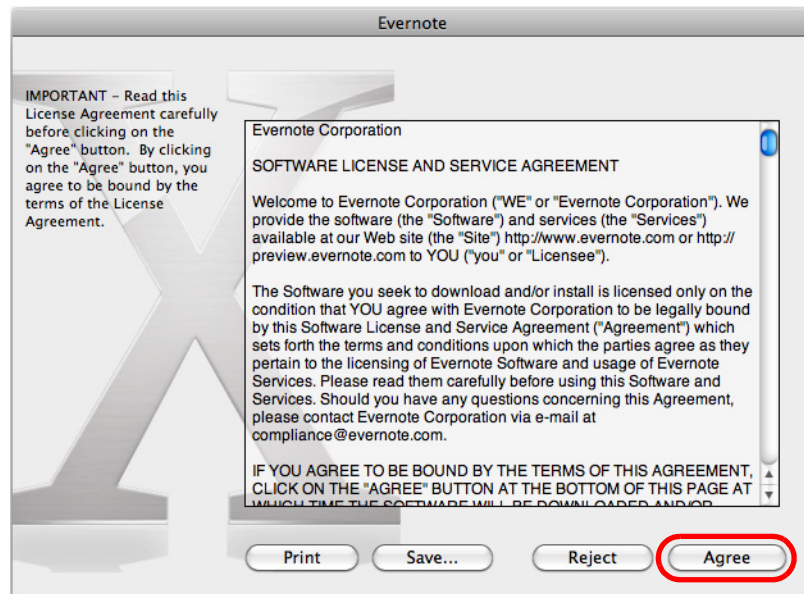 Evernote
IMPORTANT – Read this
License Agreement carefully
before clicking on the
"Agree" button.  By clicking
on the "Agree" button, you
agree to be bound by the
terms of the License
Agreement.
Evernote Corporation
SOFTWARE LICENSE AND SERVICE AGREEMENT
Welcome to Evernote Corporation ("WE" or "Evernote Corporation"). We
provide the software (the "Software") and services (the "Services")
available at our Web site (the "Site") http://www.evernote.com or http://
preview.evernote.com to YOU ("you" or "Licensee").
The Software you seek to download and/or install is licensed only on the
condition that YOU agree with Evernote Corporation to be legally bound
by this Software License and Service Agreement ("Agreement") which
sets forth the terms and conditions upon which the parties agree as they
pertain to the licensing of Evernote Software and usage of Evernote
Services. Please read them carefully before using this Software and
Services. Should you have any questions concerning this Agreement,
please contact Evernote Corporation via e-mail at
compliance@evernote.com.
IF YOU AGREE TO BE BOUND BY THE TERMS OF THIS AGREEMENT,
CLICK ON THE "AGREE" BUTTON AT THE BOTTOM OF THIS PAGE AT
WHICH TIME THE SOFTWARE WILL BE DOWNLOADED AND/OR
Print
Save...
Reject
Agree